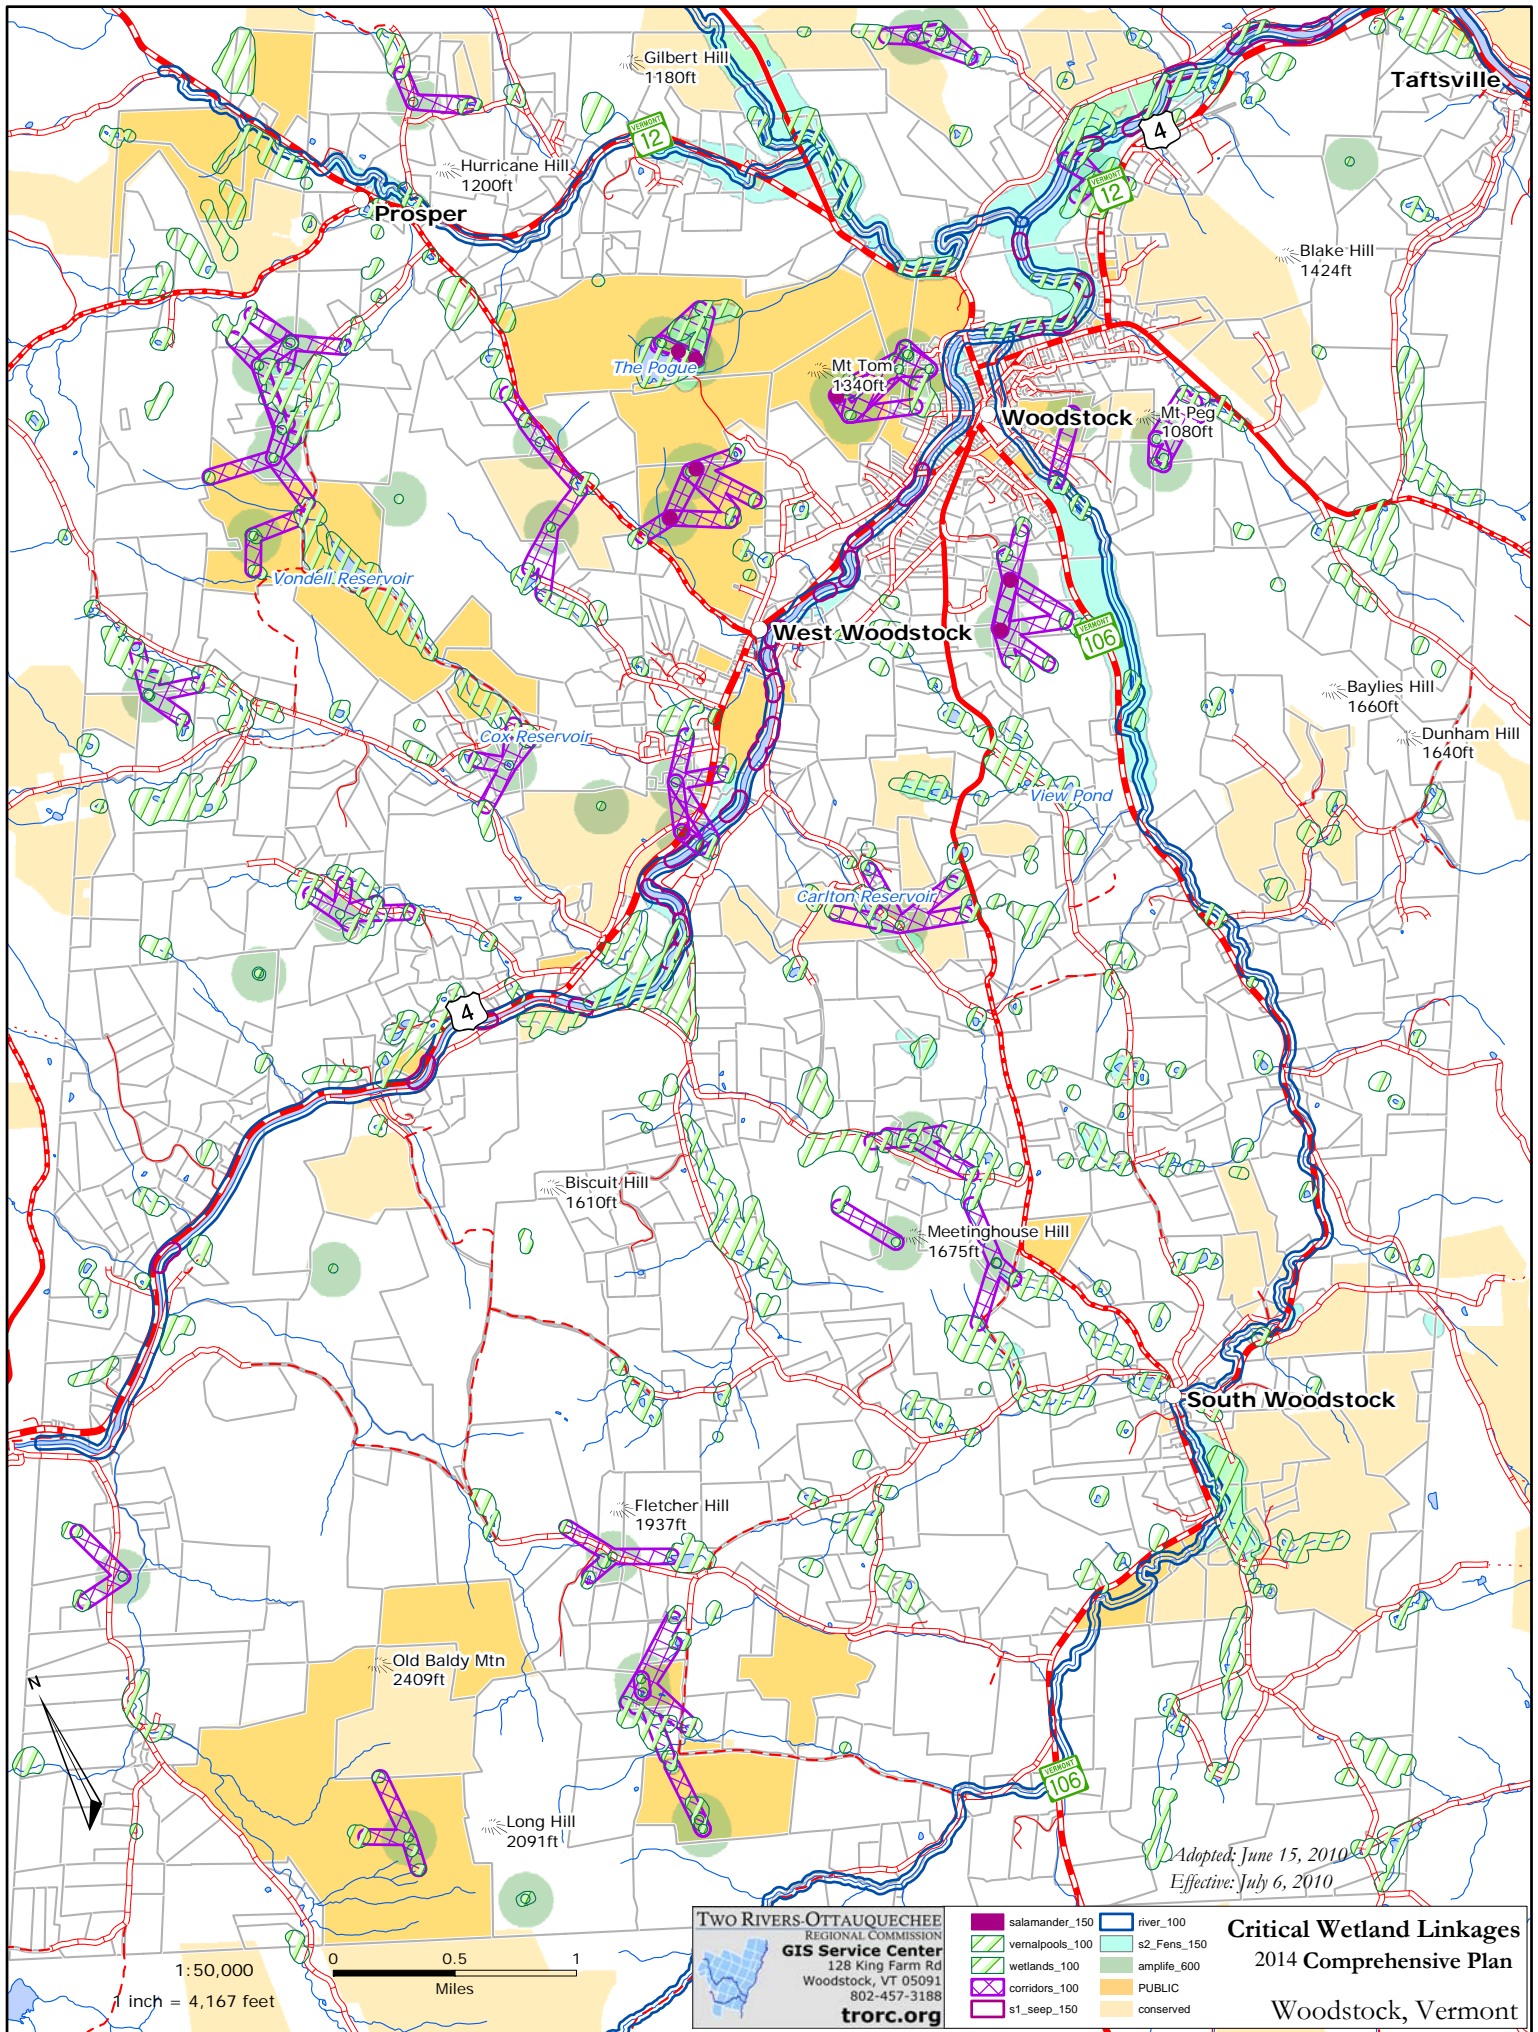 Gilbert Hill
1180ft
Taftsville
4
VERMONT
12
Hurricane Hill
1200ft
VERMONT
12
Prosper
Blake Hill
1424ft
The Pogue
Mt Tom
1340ft
Woodstock
Mt Peg
1080ft
Vondell Reservoir
West Woodstock
VERMONT
106
Baylies Hill
1660ft
Dunham Hill
1640ft
Cox Reservoir
View Pond
Carlton Reservoir
4
Biscuit Hill
1610ft
Meetinghouse Hill
1675ft
South Woodstock
Fletcher Hill
1937ft
Old Baldy Mtn
2409ft
N
VERMONT
106
Long Hill
2091ft
Adopted: June 15, 2010
Effective: July 6, 2010
1:50,000
1 inch = 4,167 feet
0 0.5 1
Miles
TWO RIVERS-OTTAUQUECHEE
REGIONAL COMMISSION
GIS Service Center
128 King Farm Rd
Woodstock, VT 05091
802-457-3188
trorc.org
salamander_150
vernalpools_100
wetlands_100
corridors_100
s1_seep_150
river_100
s2_Fens_150
amplife_600
PUBLIC
conserved
Critical Wetland Linkages
2014 Comprehensive Plan
Woodstock, Vermont